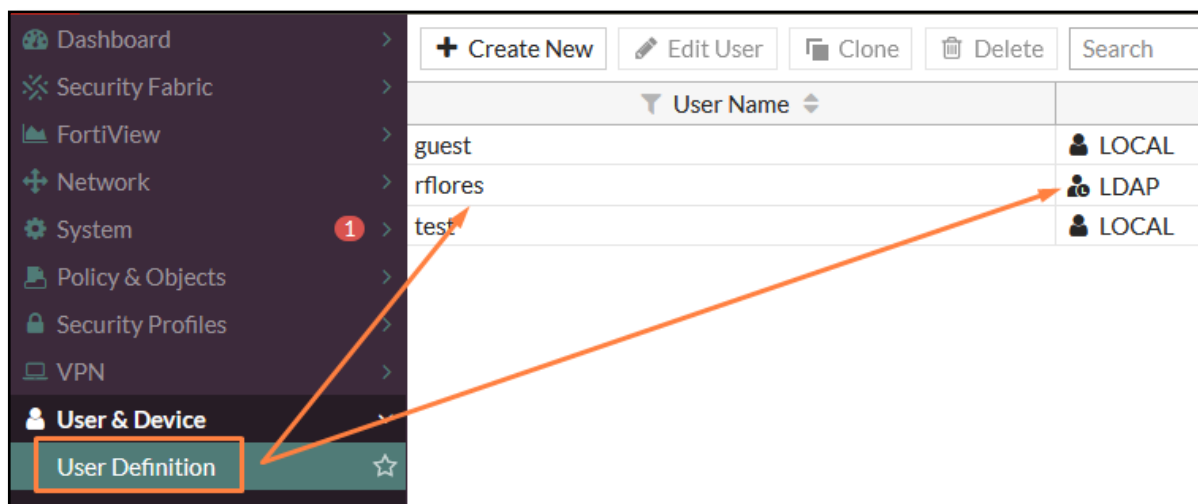 Dashboard
Security Fabric
FortiView
Network
System 1
Policy & Objects
Security Profiles
VPN
User & Device
User Definition
+ Create New Edit User Clone Delete Search
User Name
guest LOCAL
rflores LDAP
test LOCAL